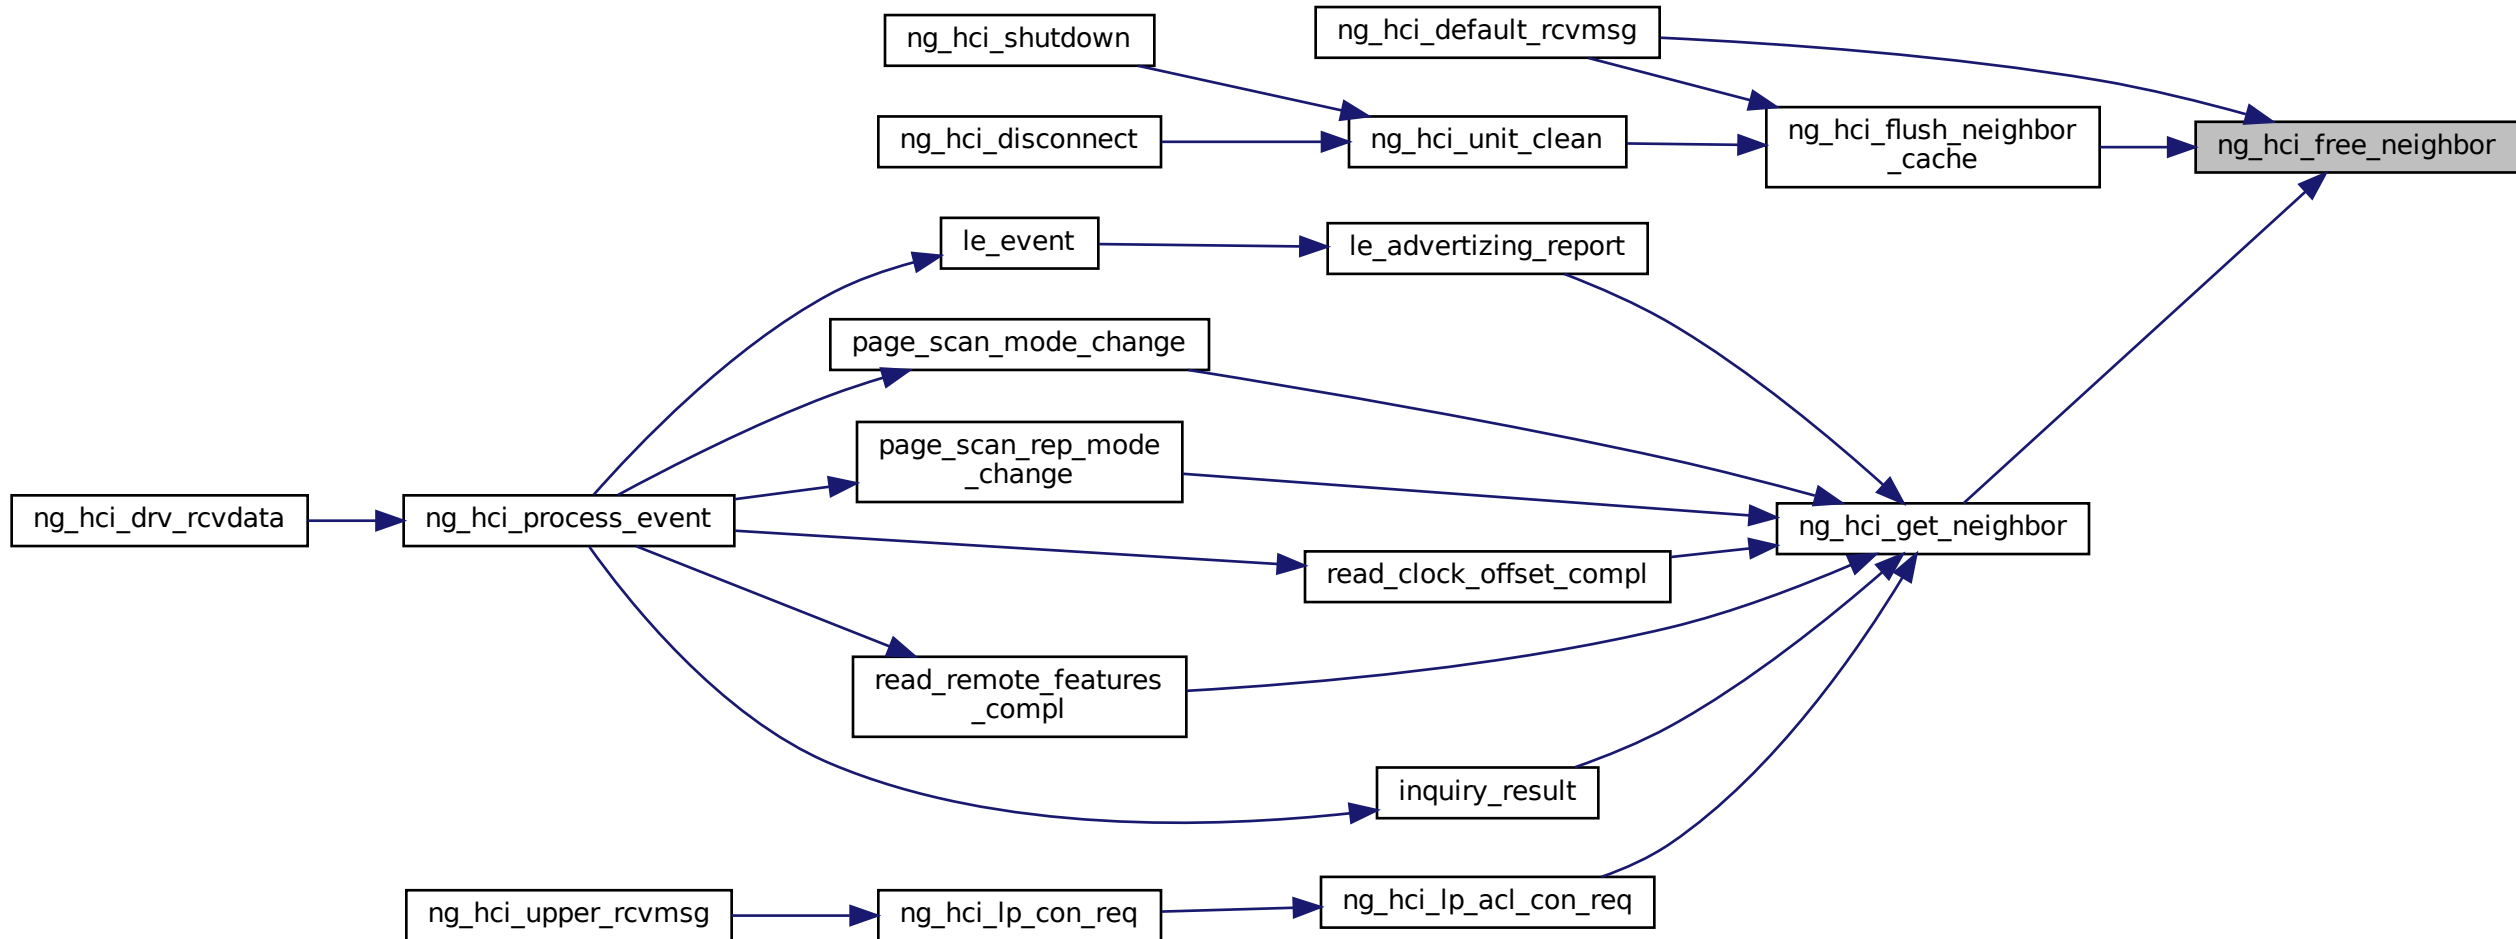 ng_hci_default_rcvmsg
ng_hci_shutdown
ng_hci_flush_neighbor
_cache
ng_hci_free_neighbor
ng_hci_disconnect
ng_hci_unit_clean
le_event
le_advertizing_report
page_scan_mode_change
page_scan_rep_mode
_change
ng_hci_drv_rcvdata
ng_hci_process_event
ng_hci_get_neighbor
read_clock_offset_compl
read_remote_features
_compl
inquiry_result
ng_hci_upper_rcvmsg
ng_hci_lp_con_req
ng_hci_lp_acl_con_req